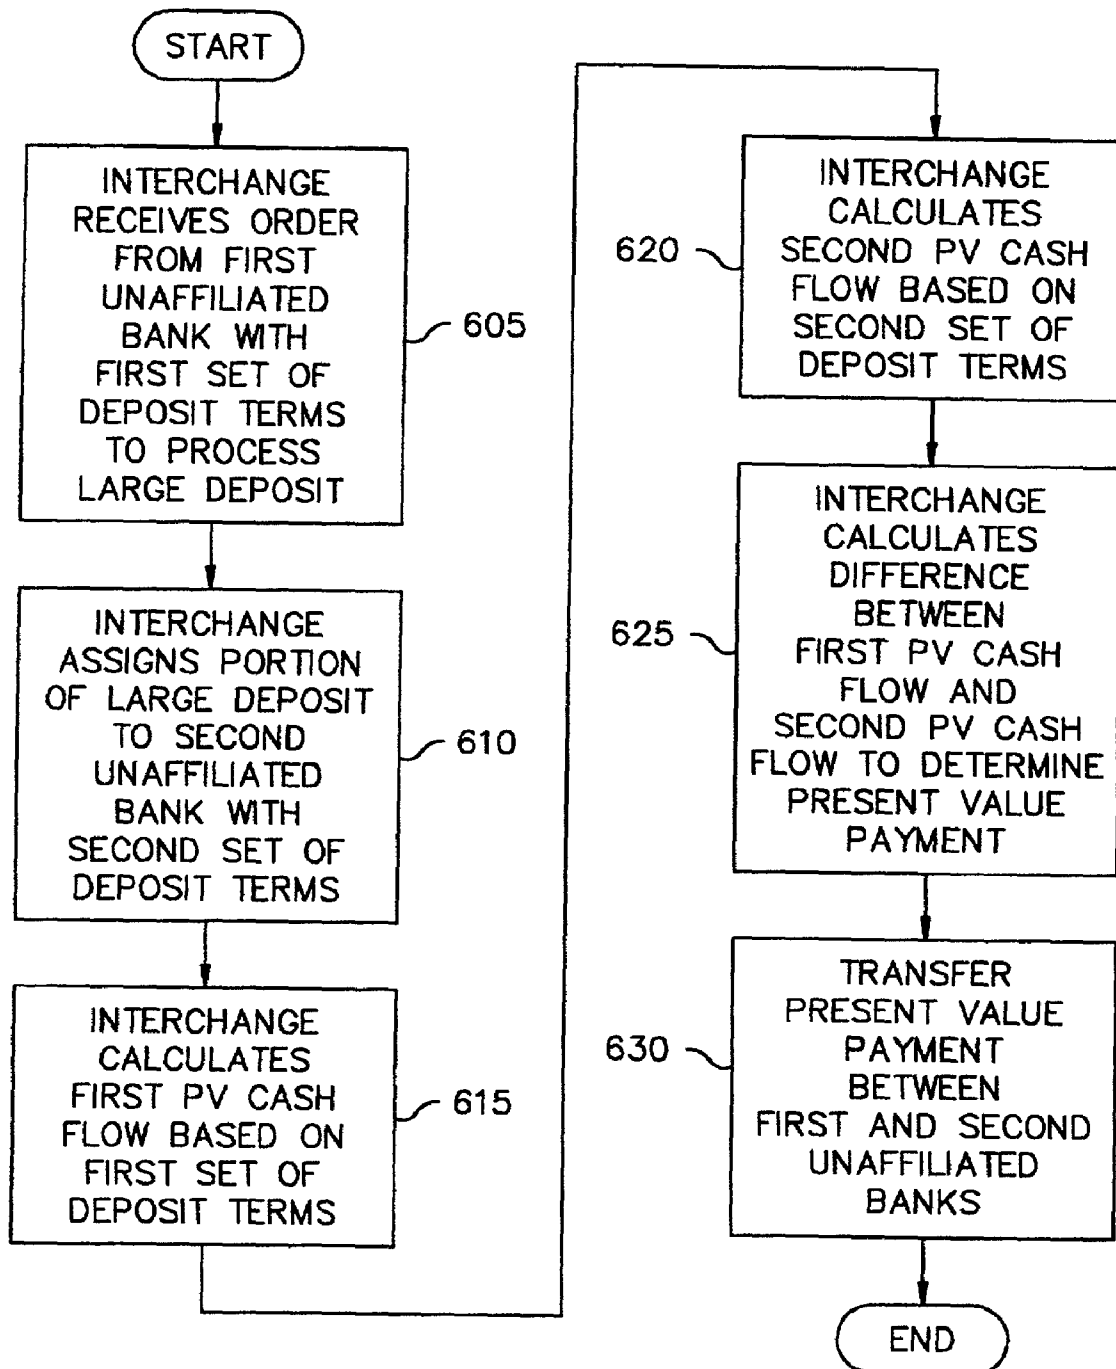 START
INTERCHANGE
RECEIVES ORDER
FROM FIRST
UNAFFILIATED
BANK WITH
FIRST SET OF
DEPOSIT TERMS
TO PROCESS
LARGE DEPOSIT
605
INTERCHANGE
ASSIGNS PORTION
OF LARGE DEPOSIT
TO SECOND
UNAFFILIATED
BANK WITH
SECOND SET OF
DEPOSIT TERMS
610
INTERCHANGE
CALCULATES
FIRST PV CASH
FLOW BASED ON
FIRST SET OF
DEPOSIT TERMS
615
INTERCHANGE
CALCULATES
SECOND PV CASH
FLOW BASED ON
SECOND SET OF
DEPOSIT TERMS
620
INTERCHANGE
CALCULATES
DIFFERENCE
BETWEEN
FIRST PV CASH
FLOW AND
SECOND PV CASH
FLOW TO DETERMINE
PRESENT VALUE
PAYMENT
625
TRANSFER
PRESENT VALUE
PAYMENT
BETWEEN
FIRST AND SECOND
UNAFFILIATED
BANKS
630
END